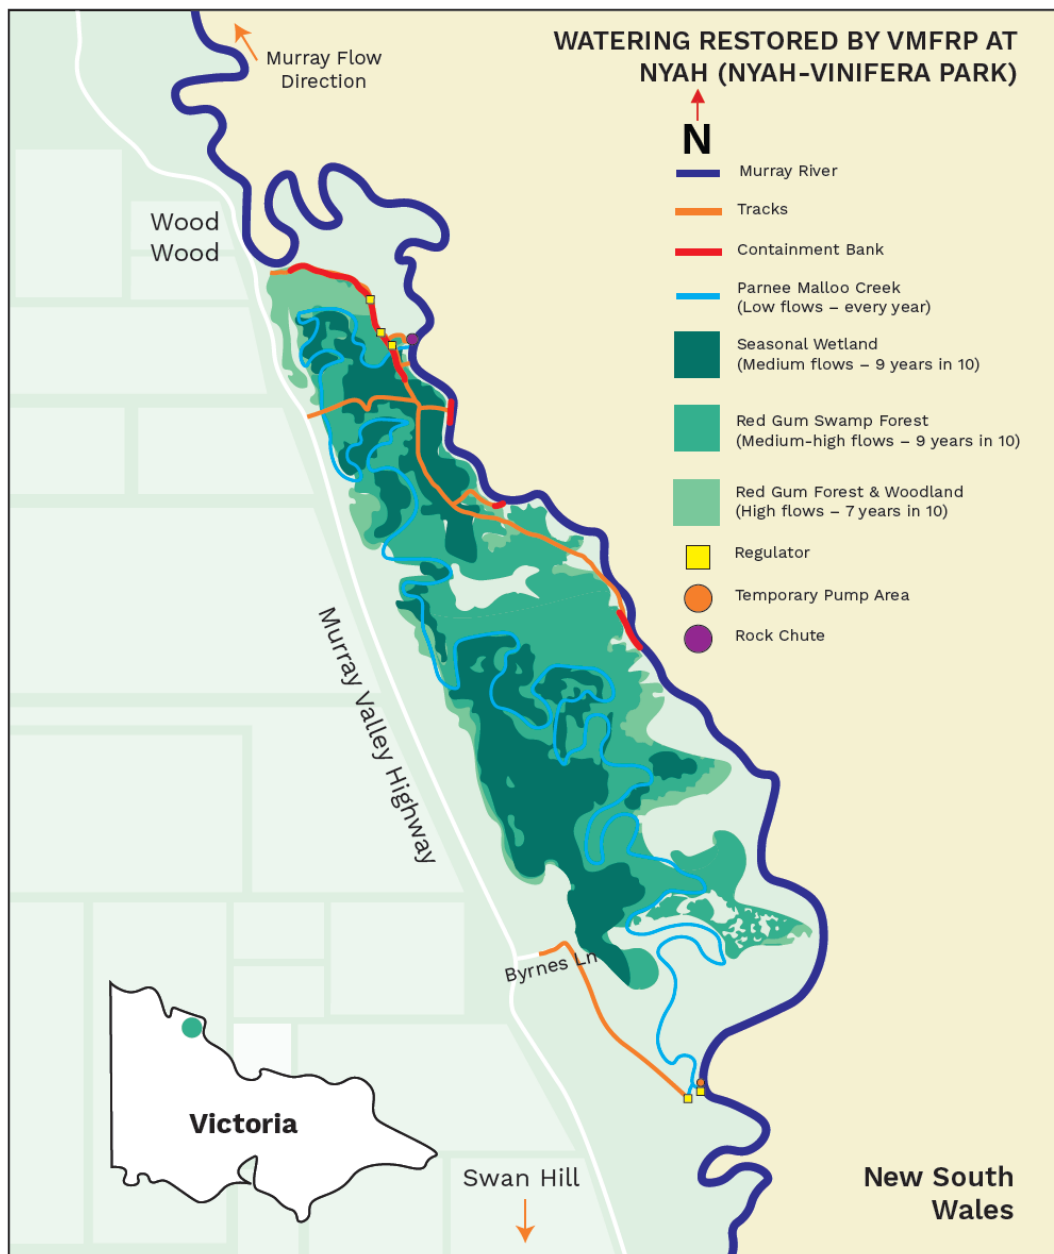 WATERING RESTORED BY VMFRP AT
NYAH (NYAH-VINIFERA PARK)
Murray Flow
Direction
N
Murray River
Tracks
Containment Bank
Parnee Malloo Creek
(Low flows – every year)
Seasonal Wetland
(Medium flows – 9 years in 10)
Red Gum Swamp Forest
(Medium-high flows – 9 years in 10)
Red Gum Forest & Woodland
(High flows – 7 years in 10)
Regulator
Temporary Pump Area
Rock Chute
Wood
Wood
Murray Valley Highway
Byrnes Ln
Victoria
Swan Hill
New South
Wales